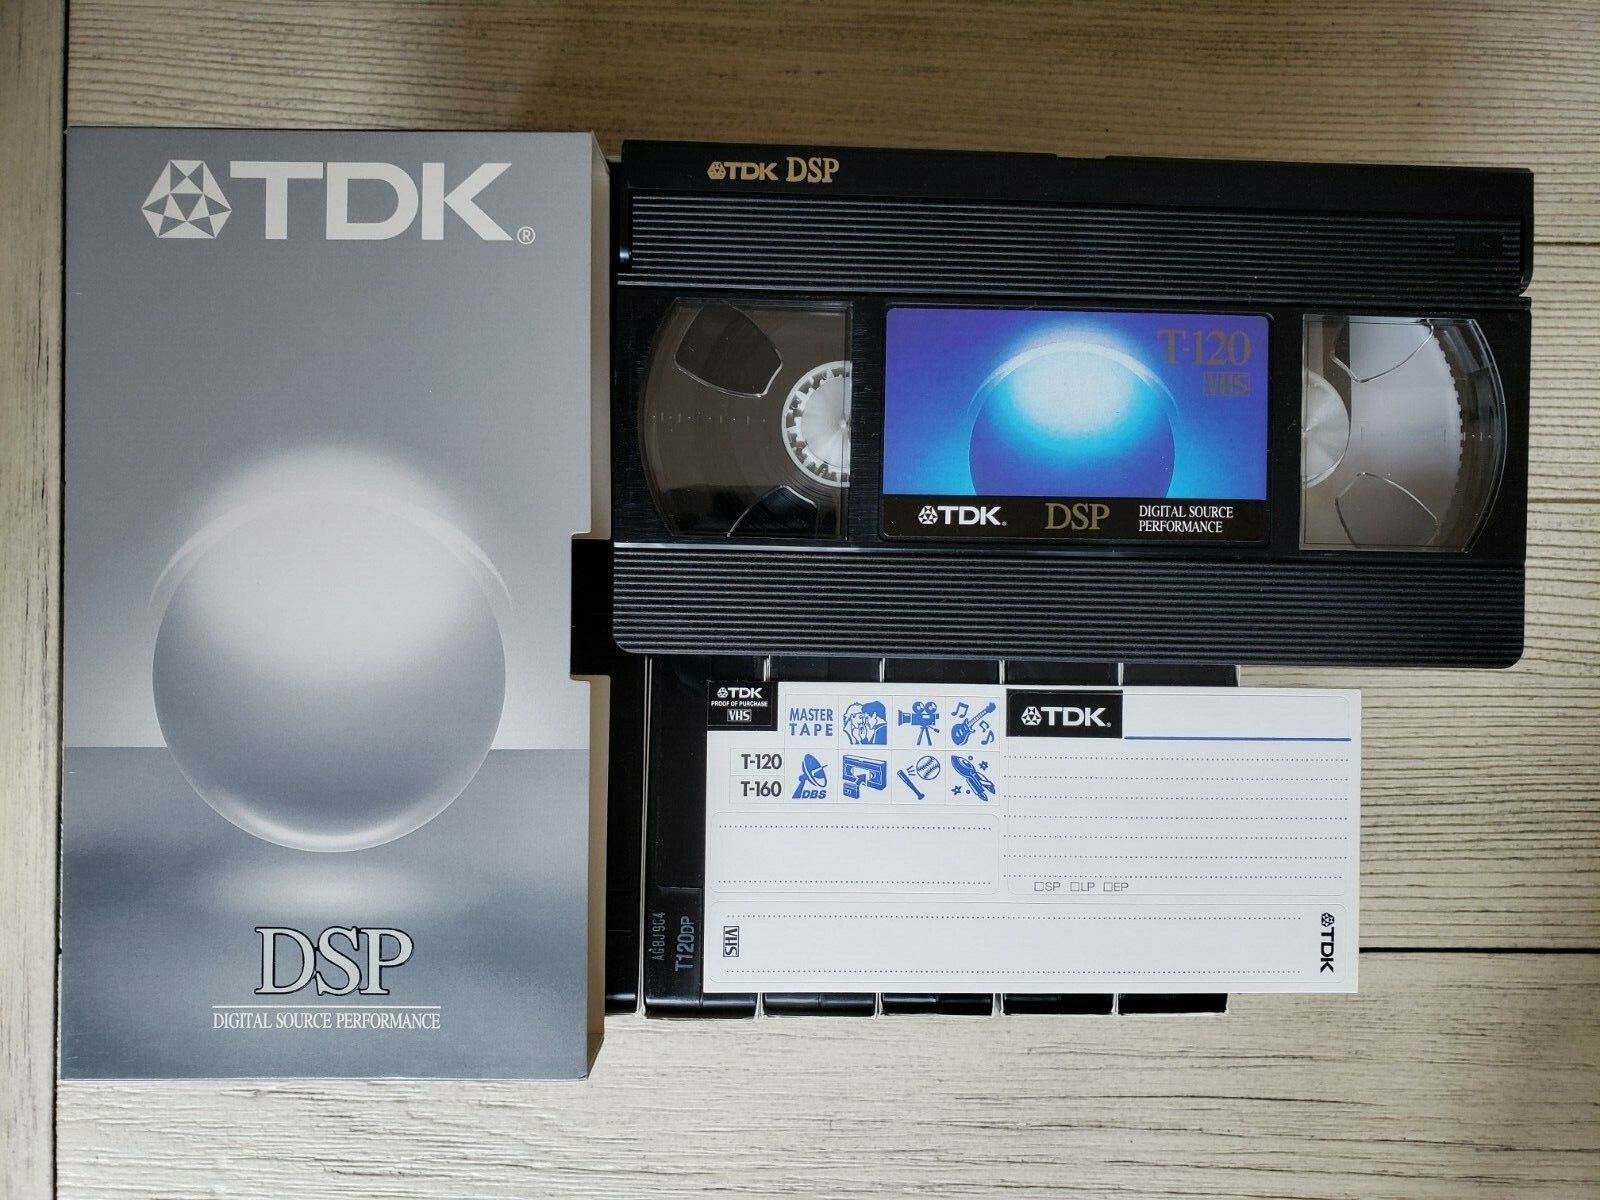 TDK®
DSP
DIGITAL SOURCE PERFORMANCE
TDK DSP
T-120
VHS
TDK®
DSP
DIGITAL SOURCE
PERFORMANCE
TDK
PROOF OF PURCHASE
VHS
MASTER
TAPE
T-120
T-160
DBS
TDK®
□SP □LP □EP
VHS
TDK
T120DP